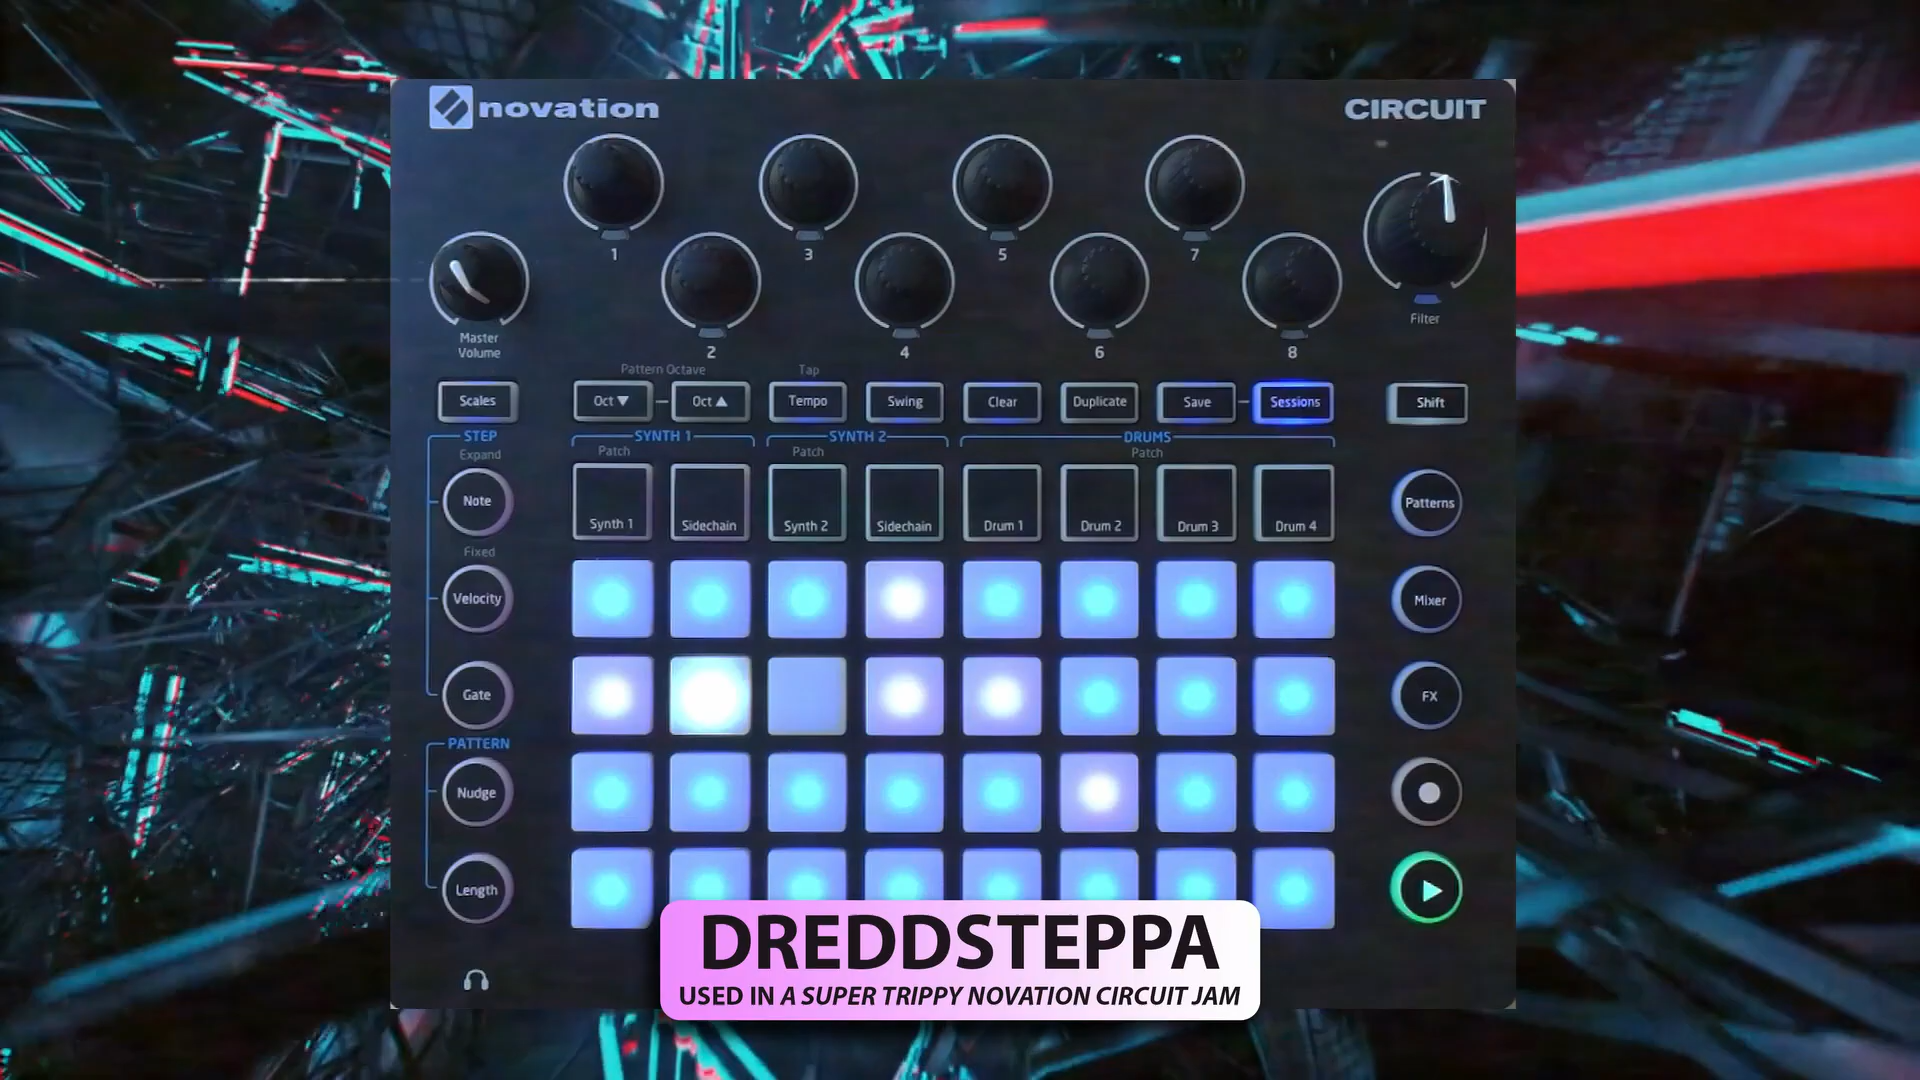 novation
CIRCUIT
1 3 5 7
Master
Volume
2 4 6 8
Filter
Pattern Octave
Tap
Scales
Oct ▼
Oct ▲
Tempo
Swing
Clear
Duplicate
Save
Sessions
Shift
STEP
SYNTH 1
SYNTH 2
DRUMS
Expand
Patch
Patch
Patch
Note
Synth 1
Sidechain
Synth 2
Sidechain
Drum 1
Drum 2
Drum 3
Drum 4
Patterns
Fixed
Velocity
Mixer
Gate
FX
PATTERN
Nudge
Length
DREDDSTEPPA
USED IN A SUPER TRIPPY NOVATION CIRCUIT JAM